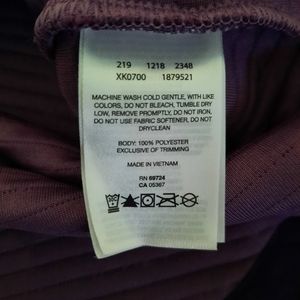 219 1218 2348
XK0700 1879521
MACHINE WASH COLD GENTLE, WITH LIKE
COLORS, DO NOT BLEACH, TUMBLE DRY
LOW, REMOVE PROMPTLY, DO NOT IRON,
DO NOT USE FABRIC SOFTENER, DO NOT
DRYCLEAN
BODY: 100% POLYESTER
EXCLUSIVE OF TRIMMING
MADE IN VIETNAM
RN 69724
CA 05367